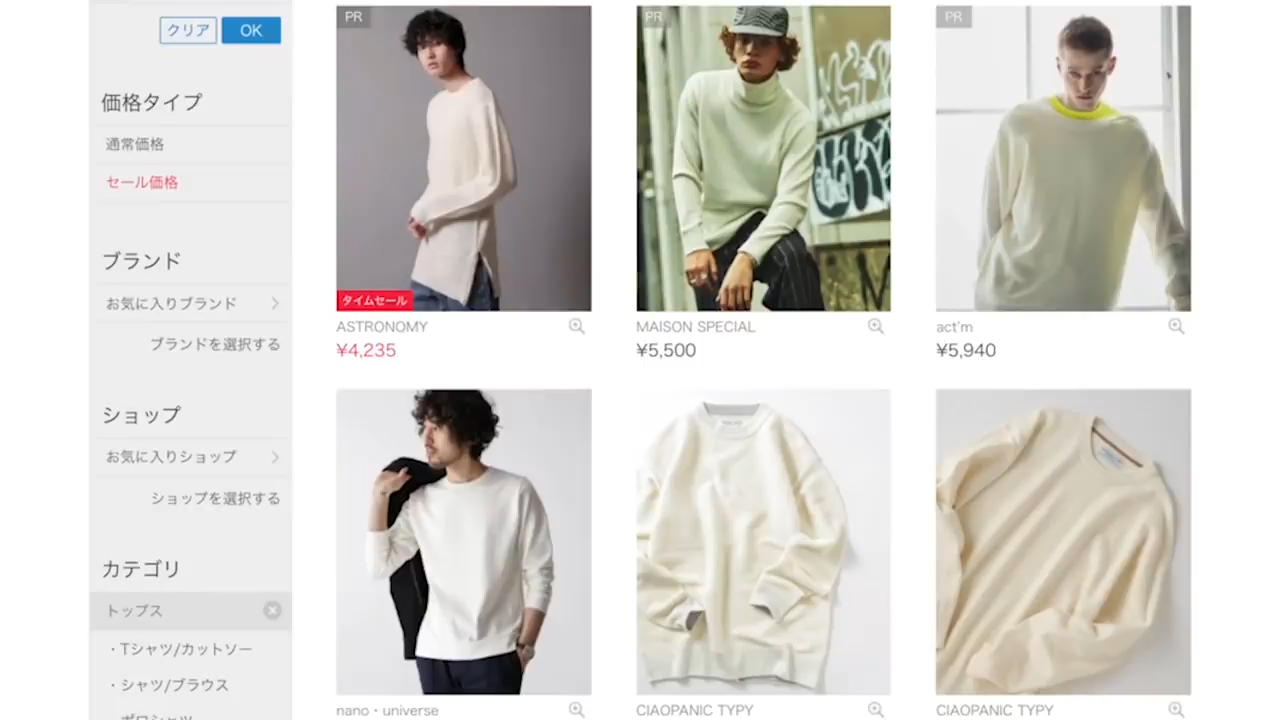 クリア
OK
価格タイプ
通常価格
セール価格
ブランド
お気に入りブランド
ブランドを選択する
ショップ
お気に入りショップ
ショップを選択する
カテゴリ
トップス
・Tシャツ/カットソー
・シャツ/ブラウス
PR
タイムセール
ASTRONOMY
¥4,235
PR
MAISON SPECIAL
¥5,500
PR
act'm
¥5,940
nano・universe
CIAOPANIC TYPY
CIAOPANIC TYPY